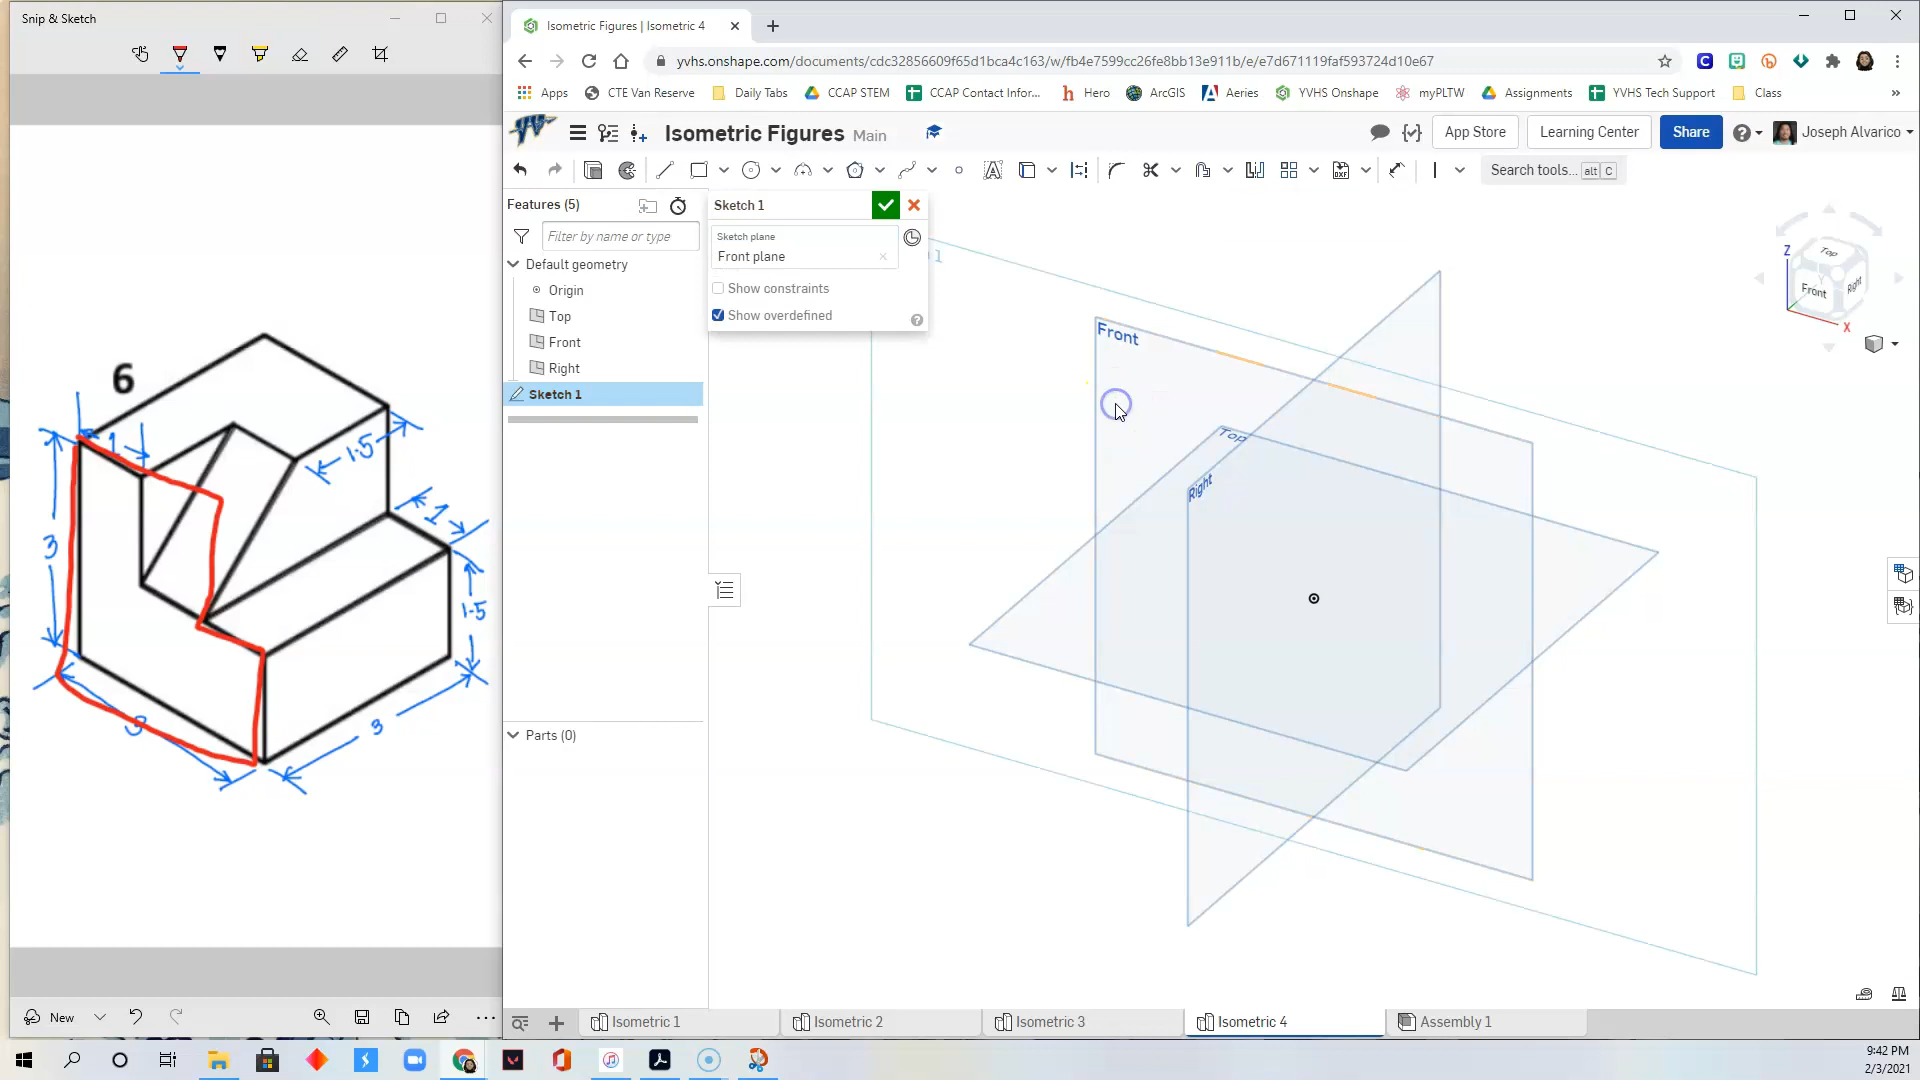 Snip & Sketch
6
1
1.5
1
3
1.5
3
3
New
Isometric Figures | Isometric 4
yvhs.onshape.com/documents/cdc32856609f65d1bca4c163/w/fb4e7599cc26fe8bb13e911b/e/e7d671119faf593724d10e67
Apps CTE Van Reserve Daily Tabs CCAP STEM CCAP Contact Infor... Hero ArcGIS Aeries YVHS Onshape myPLTW Assignments YVHS Tech Support Class »
Isometric Figures Main App Store Learning Center Share Joseph Alvarico
Search tools... alt C
Features (5)
Filter by name or type
Default geometry
Origin
Top
Front
Right
Sketch 1
Parts (0)
Sketch 1
Sketch plane
Front plane
Show constraints
Show overdefined
Front
Top
Right
Z
Top
Front
Right
Y
X
Isometric 1 Isometric 2 Isometric 3 Isometric 4 Assembly 1
9:42 PM
2/3/2021